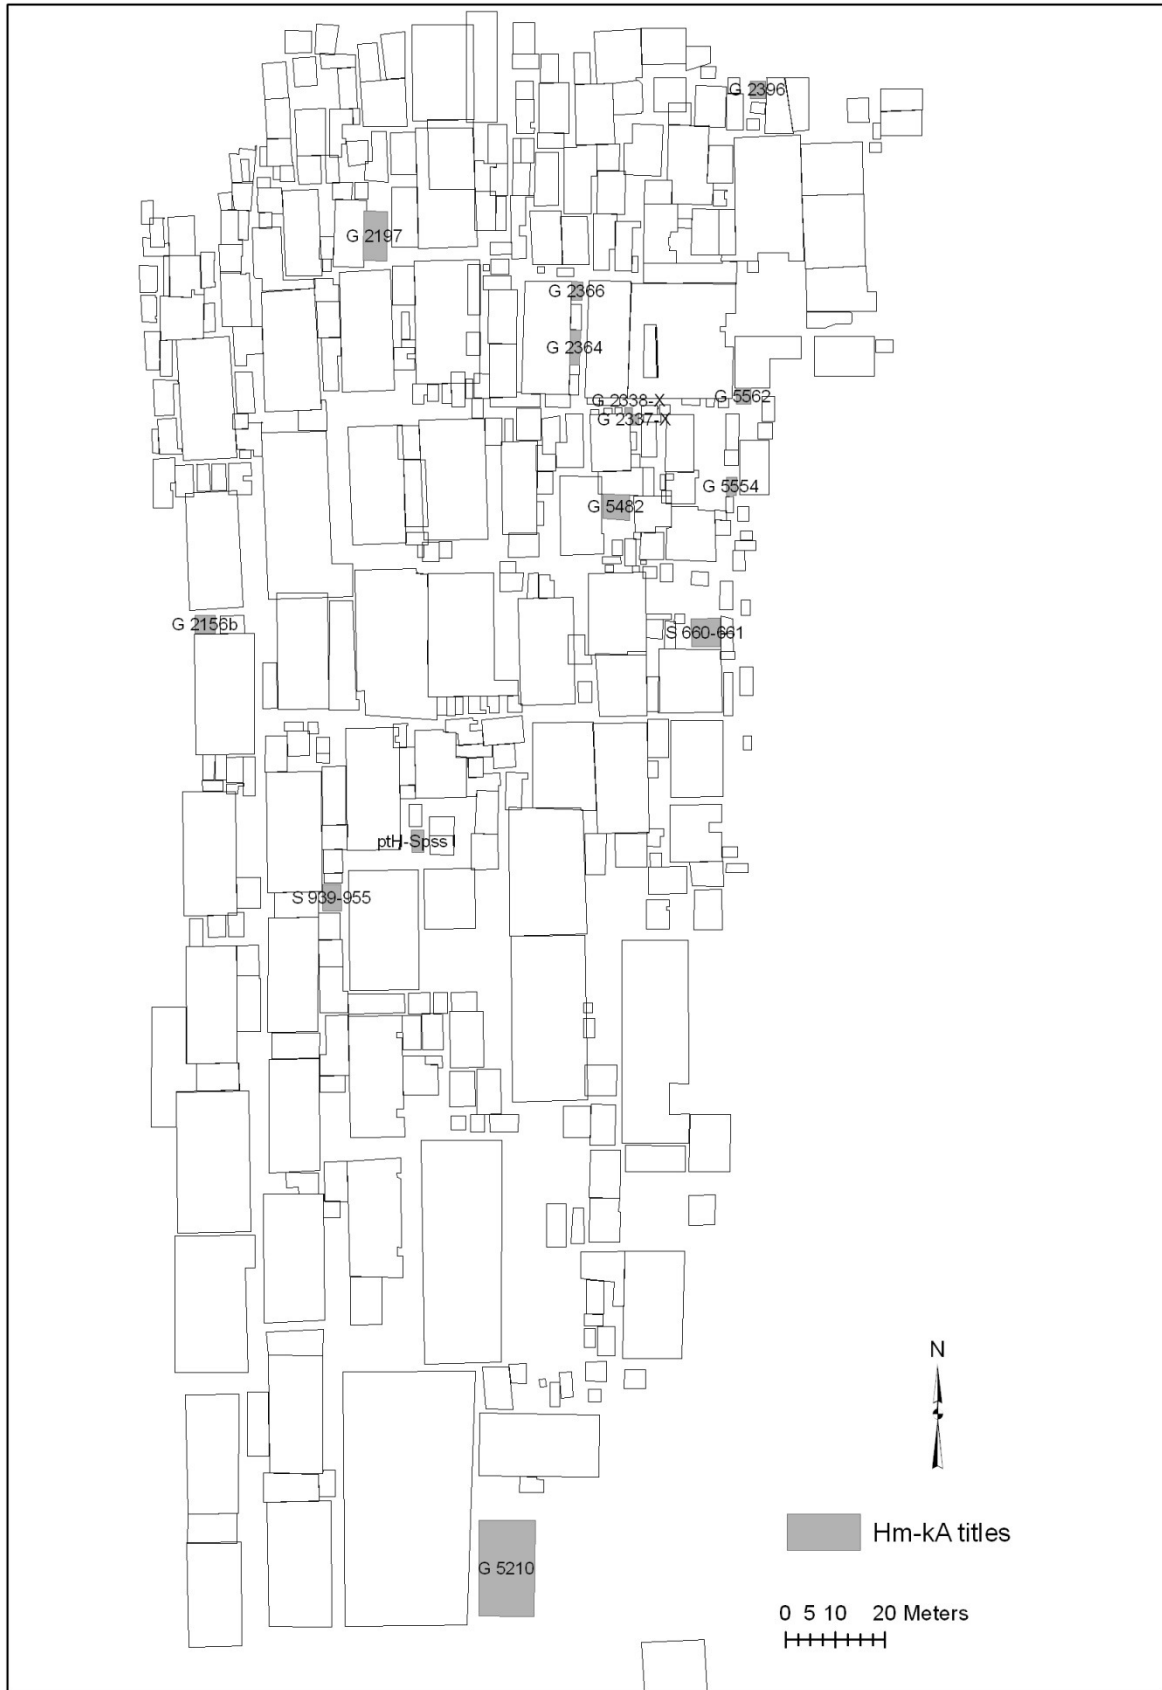 G 2396
G 2197
G 2366
G 2364
G 5562
G 2338-X
G 2337-X
G 5554
G 5482
G 2156b
S 660-661
ptH-Spss I
S 939-955
N
Hm-kA titles
G 5210
0 5 10 20 Meters